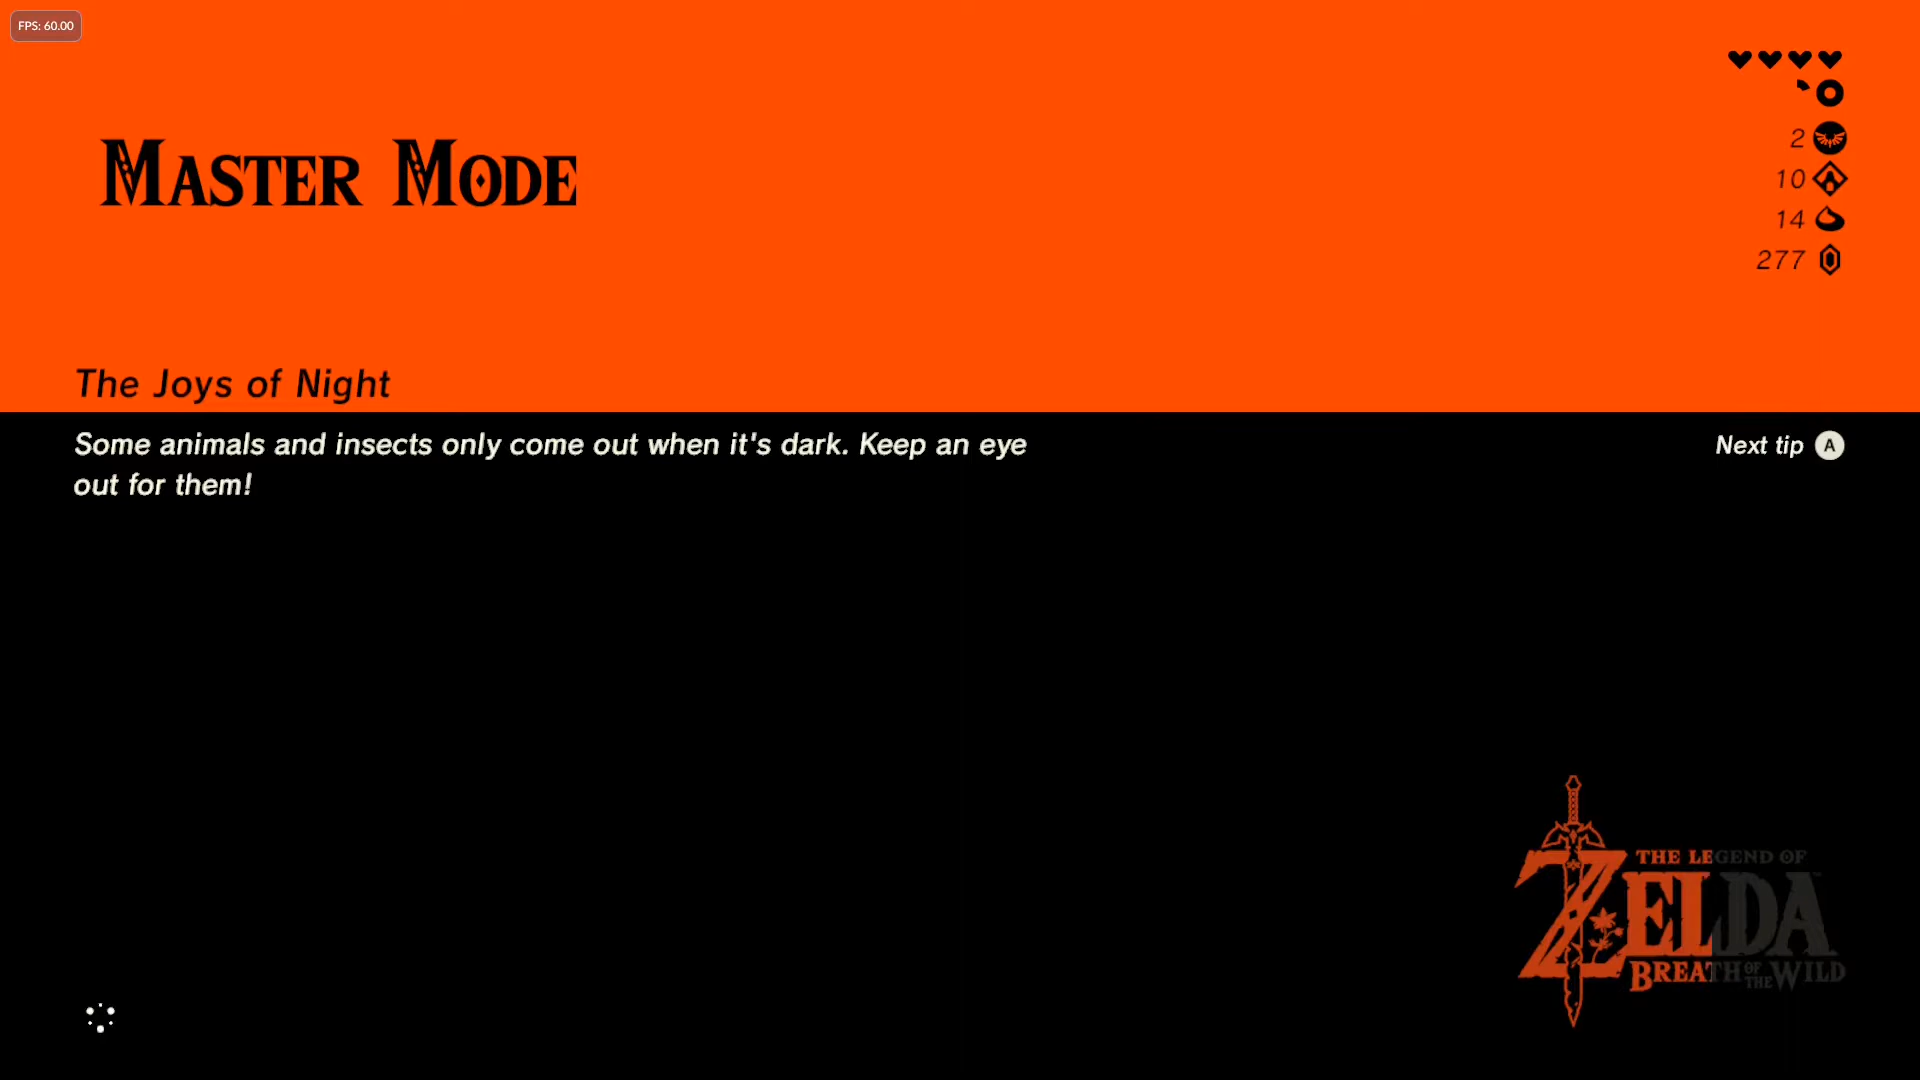 FPS: 60.00
MASTER MODE
2
10
14
277
The Joys of Night
Some animals and insects only come out when it's dark. Keep an eye
out for them!
Next tip A
THE LEGEND OF
ZELDA
BREATH OF THE WILD